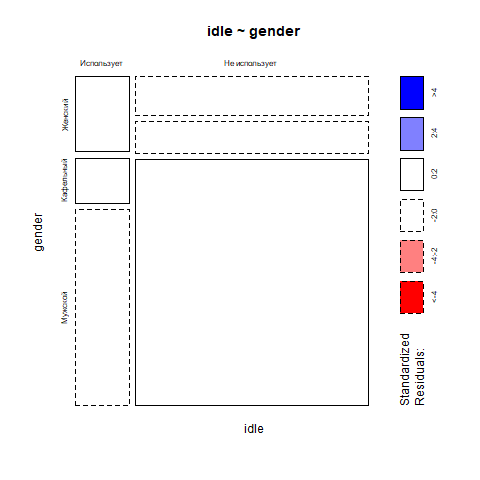 idle ~ gender
Использует
Не использует
Женский
Кафельный
Мужской
gender
idle
>4
2:4
0:2
-2:0
-4:-2
<-4
Standardized
Residuals: